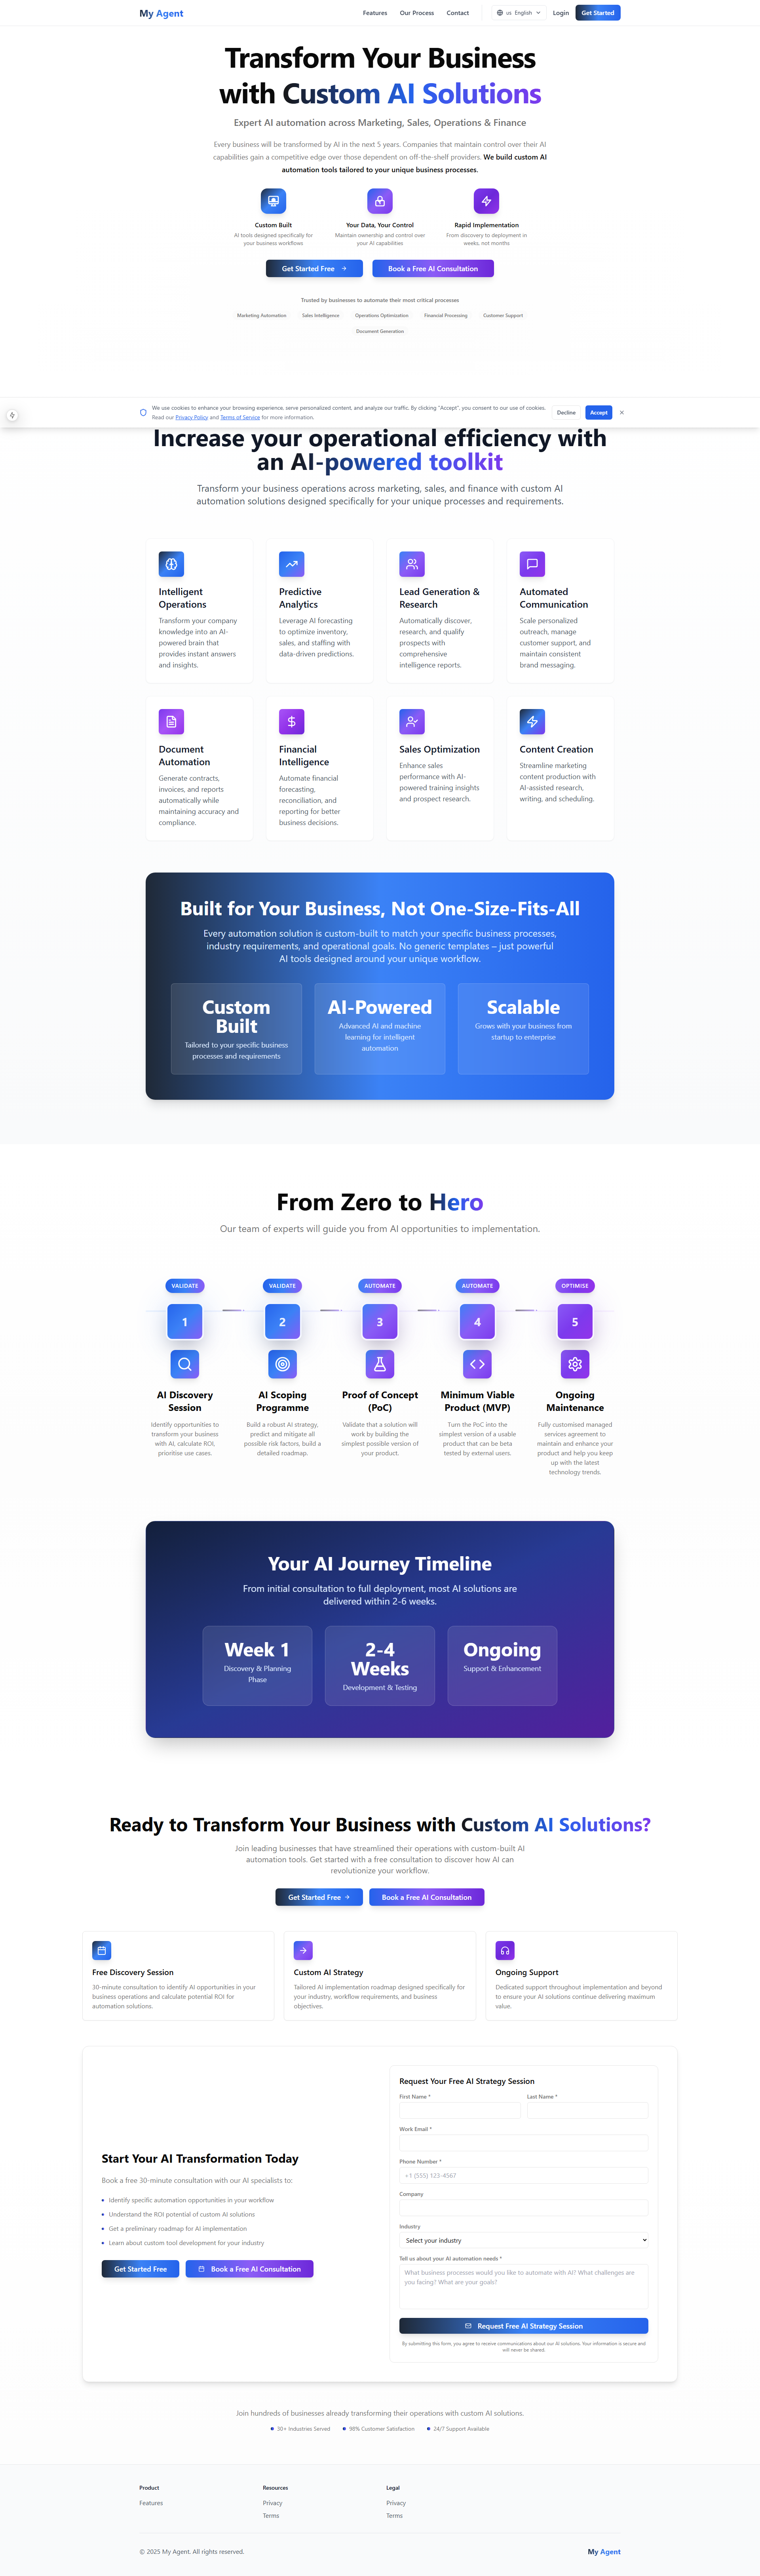 My Agent
Features
Our Process
Contact
us English
Login
Get Started
Transform Your Business
with Custom AI Solutions
Expert AI automation across Marketing, Sales, Operations & Finance
Every business will be transformed by AI in the next 5 years. Companies that maintain control over their AI
capabilities gain a competitive edge over those dependent on off-the-shelf providers. We build custom AI
automation tools tailored to your unique business processes.
Custom Built
AI tools designed specifically for
your business workflows
Your Data, Your Control
Maintain ownership and control over
your AI capabilities
Rapid Implementation
From discovery to deployment in
weeks, not months
Get Started Free
Book a Free AI Consultation
Trusted by businesses to automate their most critical processes
Marketing Automation
Sales Intelligence
Operations Optimization
Financial Processing
Customer Support
Document Generation
We use cookies to enhance your browsing experience, serve personalized content, and analyze our traffic. By clicking "Accept", you consent to our use of cookies.
Read our Privacy Policy and Terms of Service for more information.
Decline
Accept
Increase your operational efficiency with
an AI-powered toolkit
Transform your business operations across marketing, sales, and finance with custom AI
automation solutions designed specifically for your unique processes and requirements.
Intelligent
Operations
Transform your company
knowledge into an AI-
powered brain that
provides instant answers
and insights.
Predictive
Analytics
Leverage AI forecasting
to optimize inventory,
sales, and staffing with
data-driven predictions.
Lead Generation &
Research
Automatically discover,
research, and qualify
prospects with
comprehensive
intelligence reports.
Automated
Communication
Scale personalized
outreach, manage
customer support, and
maintain consistent
brand messaging.
Document
Automation
Generate contracts,
invoices, and reports
automatically while
maintaining accuracy and
compliance.
Financial
Intelligence
Automate financial
forecasting,
reconciliation, and
reporting for better
business decisions.
Sales Optimization
Enhance sales
performance with AI-
powered training insights
and prospect research.
Content Creation
Streamline marketing
content production with
AI-assisted research,
writing, and scheduling.
Built for Your Business, Not One-Size-Fits-All
Every automation solution is custom-built to match your specific business processes,
industry requirements, and operational goals. No generic templates – just powerful
AI tools designed around your unique workflow.
Custom
Built
Tailored to your specific business
processes and requirements
AI-Powered
Advanced AI and machine
learning for intelligent
automation
Scalable
Grows with your business from
startup to enterprise
From Zero to Hero
Our team of experts will guide you from AI opportunities to implementation.
VALIDATE
1
AI Discovery
Session
Identify opportunities to
transform your business
with AI, calculate ROI,
prioritise use cases.
VALIDATE
2
AI Scoping
Programme
Build a robust AI strategy,
predict and mitigate all
possible risk factors, build a
detailed roadmap.
AUTOMATE
3
Proof of Concept
(PoC)
Validate that a solution will
work by building the
simplest possible version of
your product.
AUTOMATE
4
Minimum Viable
Product (MVP)
Turn the PoC into the
simplest version of a usable
product that can be beta
tested by external users.
OPTIMISE
5
Ongoing
Maintenance
Fully customised managed
services agreement to
maintain and enhance your
product and help you keep
up with the latest
technology trends.
Your AI Journey Timeline
From initial consultation to full deployment, most AI solutions are
delivered within 2-6 weeks.
Week 1
Discovery & Planning
Phase
2-4
Weeks
Development & Testing
Ongoing
Support & Enhancement
Ready to Transform Your Business with Custom AI Solutions?
Join leading businesses that have streamlined their operations with custom-built AI
automation tools. Get started with a free consultation to discover how AI can
revolutionize your workflow.
Get Started Free
Book a Free AI Consultation
Free Discovery Session
30-minute consultation to identify AI opportunities in your
business operations and calculate potential ROI for
automation solutions.
Custom AI Strategy
Tailored AI implementation roadmap designed specifically for
your industry, workflow requirements, and business
objectives.
Ongoing Support
Dedicated support throughout implementation and beyond
to ensure your AI solutions continue delivering maximum
value.
Start Your AI Transformation Today
Book a free 30-minute consultation with our AI specialists to:
Identify specific automation opportunities in your workflow
Understand the ROI potential of custom AI solutions
Get a preliminary roadmap for AI implementation
Learn about custom tool development for your industry
Get Started Free
Book a Free AI Consultation
Request Your Free AI Strategy Session
First Name *
Last Name *
Work Email *
Phone Number *
+1 (555) 123-4567
Company
Industry
Select your industry
Tell us about your AI automation needs *
What business processes would you like to automate with AI? What challenges are
you facing? What are your goals?
Request Free AI Strategy Session
By submitting this form, you agree to receive communications about our AI solutions. Your information is secure and
will never be shared.
Join hundreds of businesses already transforming their operations with custom AI solutions.
30+ Industries Served
98% Customer Satisfaction
24/7 Support Available
Product
Features
Resources
Privacy
Terms
Legal
Privacy
Terms
© 2025 My Agent. All rights reserved.
My Agent